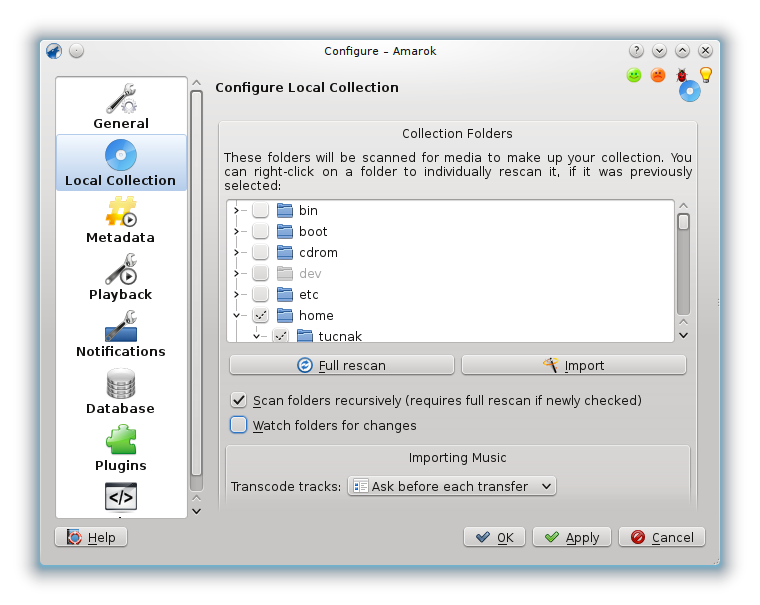 Configure – Amarok
General
Local Collection
Metadata
Playback
Notifications
Database
Plugins
</>
Configure Local Collection
Collection Folders
These folders will be scanned for media to make up your collection. You
can right-click on a folder to individually rescan it, if it was previously
selected:
bin
boot
cdrom
dev
etc
home
tucnak
Full rescan
Import
Scan folders recursively (requires full rescan if newly checked)
Watch folders for changes
Importing Music
Transcode tracks: Ask before each transfer
Help
OK
Apply
Cancel